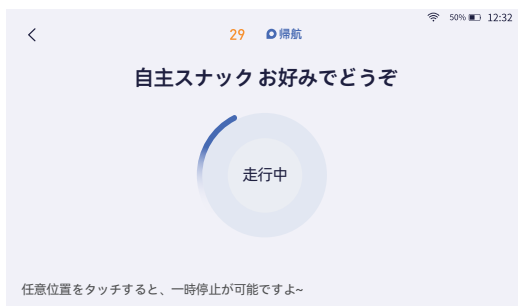 50% 12:32
29 帰航
自主スナック お好みでどうぞ
走行中
任意位置をタッチすると、一時停止が可能ですよ~